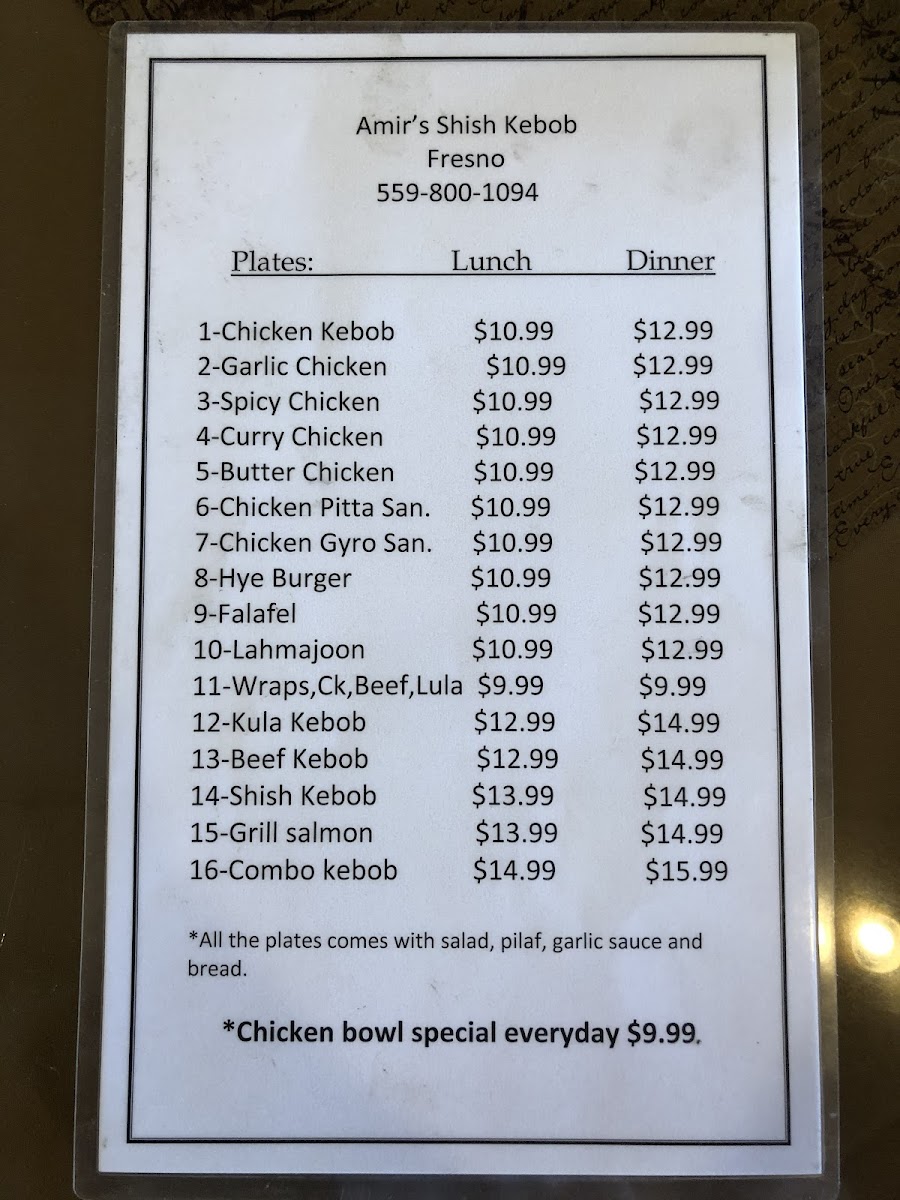 Amir's Shish Kebob
Fresno
559-800-1094
Plates: Lunch Dinner
1-Chicken Kebob $10.99 $12.99
2-Garlic Chicken $10.99 $12.99
3-Spicy Chicken $10.99 $12.99
4-Curry Chicken $10.99 $12.99
5-Butter Chicken $10.99 $12.99
6-Chicken Pitta San. $10.99 $12.99
7-Chicken Gyro San. $10.99 $12.99
8-Hye Burger $10.99 $12.99
9-Falafel $10.99 $12.99
10-Lahmajoon $10.99 $12.99
11-Wraps,Ck,Beef,Lula $9.99 $9.99
12-Kula Kebob $12.99 $14.99
13-Beef Kebob $12.99 $14.99
14-Shish Kebob $13.99 $14.99
15-Grill salmon $13.99 $14.99
16-Combo kebob $14.99 $15.99
*All the plates comes with salad, pilaf, garlic sauce and
bread.
*Chicken bowl special everyday $9.99.